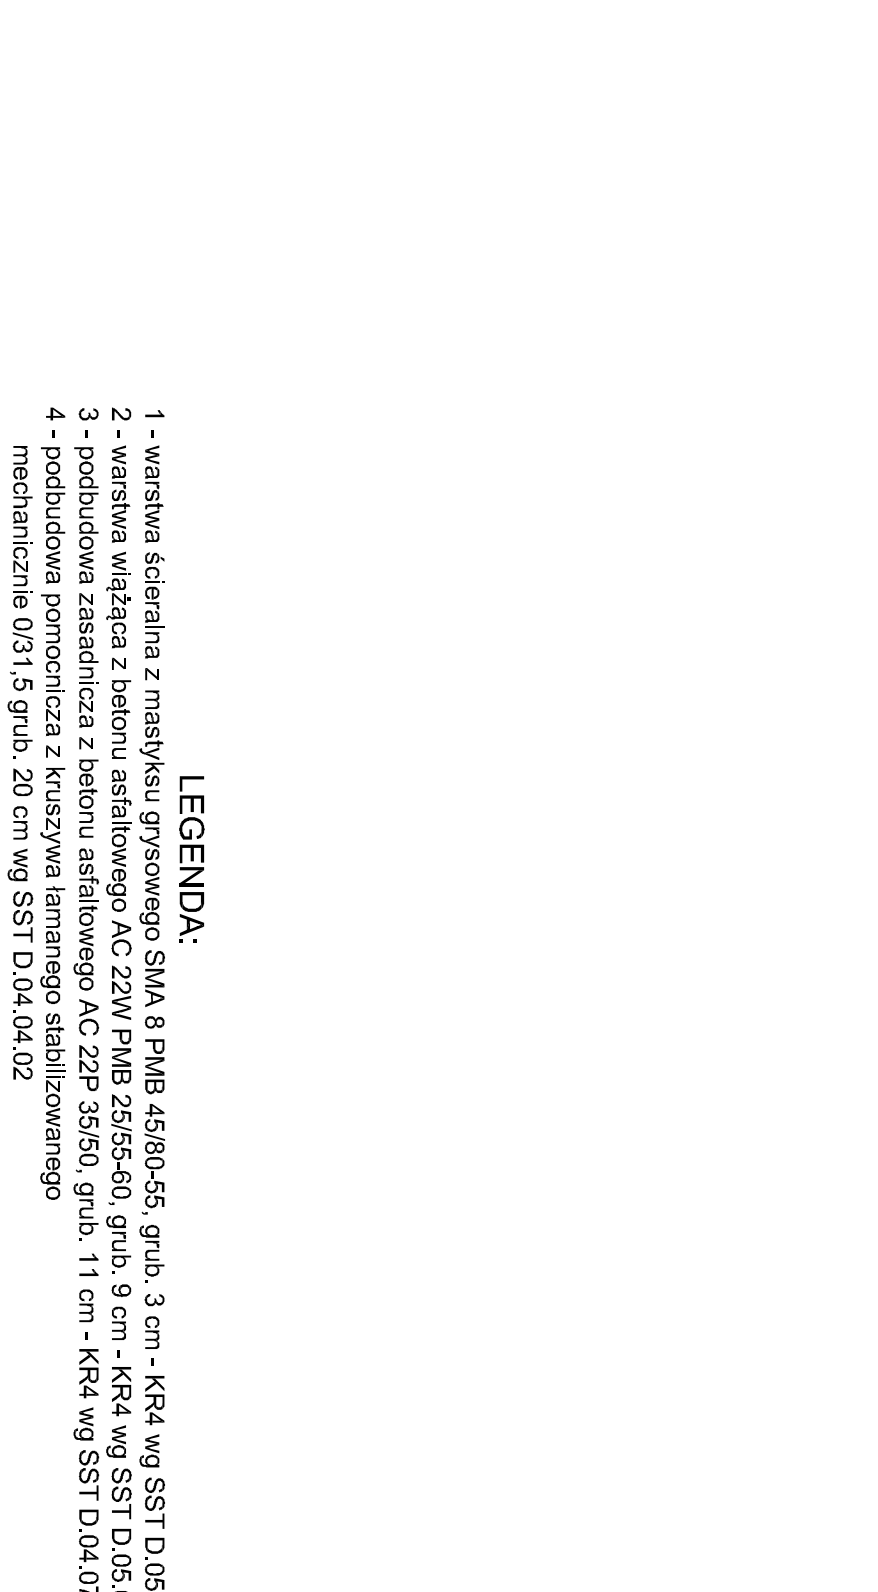 LEGENDA:
1 - warstwa ścieralna z mastyksu grysowego SMA 8 PMB 45/80-55, grub. 3 cm - KR4 wg SST D.05
2 - warstwa wiążąca z betonu asfaltowego AC 22W PMB 25/55-60, grub. 9 cm - KR4 wg SST D.05.
3 - podbudowa zasadnicza z betonu asfaltowego AC 22P 35/50, grub. 11 cm - KR4 wg SST D.04.07
4 - podbudowa pomocnicza z kruszywa łamanego stabilizowanego
mechanicznie 0/31,5 grub. 20 cm wg SST D.04.04.02